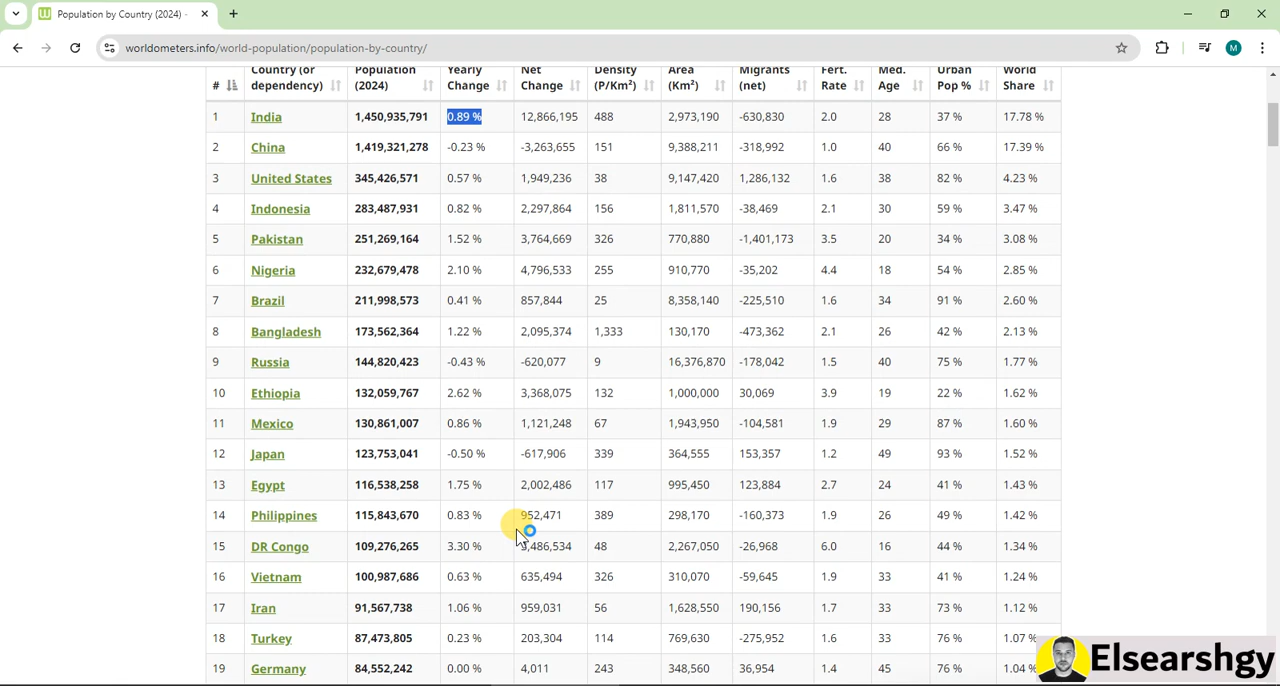 Population by Country (2024) -
worldometers.info/world-population/population-by-country/
M
# Country (or dependency) Population (2024) Yearly Change Net Change Density (P/Km²) Area (Km²) Migrants (net) Fert. Rate Med. Age Urban Pop % World Share
1 India 1,450,935,791 0.89 % 12,866,195 488 2,973,190 -630,830 2.0 28 37 % 17.78 %
2 China 1,419,321,278 -0.23 % -3,263,655 151 9,388,211 -318,992 1.0 40 66 % 17.39 %
3 United States 345,426,571 0.57 % 1,949,236 38 9,147,420 1,286,132 1.6 38 82 % 4.23 %
4 Indonesia 283,487,931 0.82 % 2,297,864 156 1,811,570 -38,469 2.1 30 59 % 3.47 %
5 Pakistan 251,269,164 1.52 % 3,764,669 326 770,880 -1,401,173 3.5 20 34 % 3.08 %
6 Nigeria 232,679,478 2.10 % 4,796,533 255 910,770 -35,202 4.4 18 54 % 2.85 %
7 Brazil 211,998,573 0.41 % 857,844 25 8,358,140 -225,510 1.6 34 91 % 2.60 %
8 Bangladesh 173,562,364 1.22 % 2,095,374 1,333 130,170 -473,362 2.1 26 42 % 2.13 %
9 Russia 144,820,423 -0.43 % -620,077 9 16,376,870 -178,042 1.5 40 75 % 1.77 %
10 Ethiopia 132,059,767 2.62 % 3,368,075 132 1,000,000 30,069 3.9 19 22 % 1.62 %
11 Mexico 130,861,007 0.86 % 1,121,248 67 1,943,950 -104,581 1.9 29 87 % 1.60 %
12 Japan 123,753,041 -0.50 % -617,906 339 364,555 153,357 1.2 49 93 % 1.52 %
13 Egypt 116,538,258 1.75 % 2,002,486 117 995,450 123,884 2.7 24 41 % 1.43 %
14 Philippines 115,843,670 0.83 % 952,471 389 298,170 -160,373 1.9 26 49 % 1.42 %
15 DR Congo 109,276,265 3.30 % 3,486,534 48 2,267,050 -26,968 6.0 16 44 % 1.34 %
16 Vietnam 100,987,686 0.63 % 635,494 326 310,070 -59,645 1.9 33 41 % 1.24 %
17 Iran 91,567,738 1.06 % 959,031 56 1,628,550 190,156 1.7 33 73 % 1.12 %
18 Turkey 87,473,805 0.23 % 203,304 114 769,630 -275,952 1.6 33 76 % 1.07 %
19 Germany 84,552,242 0.00 % 4,011 243 348,560 36,954 1.4 45 76 % 1.04 %
Elsearshgy